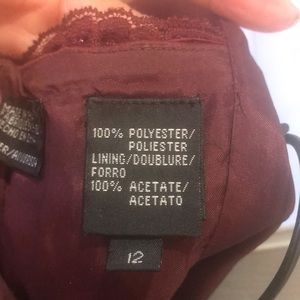 100% POLYESTER/
POLIESTER
LINING/DOUBLURE/
FORRO
100% ACETATE/
ACETATO
12